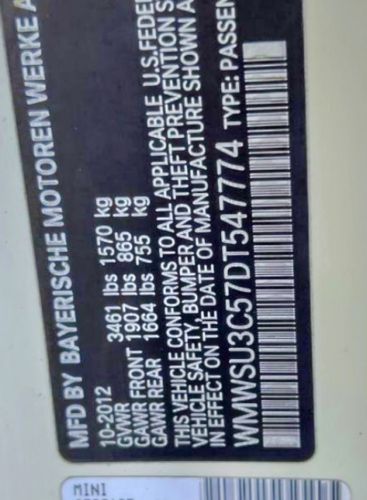 MFD BY BAYERISCHE MOTOREN WERKE A
10-2012
GVWR 3461 lbs 1570 kg
GAWR FRONT 1907 lbs 865 kg
GAWR REAR 1664 lbs 755 kg
THIS VEHICLE CONFORMS TO ALL APPLICABLE U.S.FEDER
VEHICLE SAFETY, BUMPER AND THEFT PREVENTION S
IN EFFECT ON THE DATE OF MANUFACTURE SHOWN A
WMWSU3C57DT547774 TYPE: PASSEN
MINI